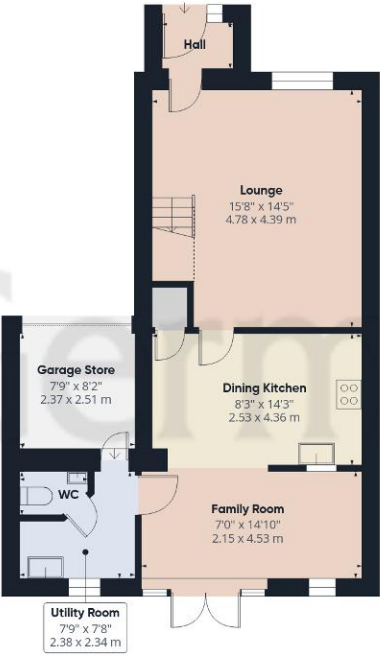 Hall
Lounge
15'8" x 14'5"
4.78 x 4.39 m
Garage Store
7'9" x 8'2"
2.37 x 2.51 m
Dining Kitchen
8'3" x 14'3"
2.53 x 4.36 m
WC
Family Room
7'0" x 14'10"
2.15 x 4.53 m
Utility Room
7'9" x 7'8"
2.38 x 2.34 m